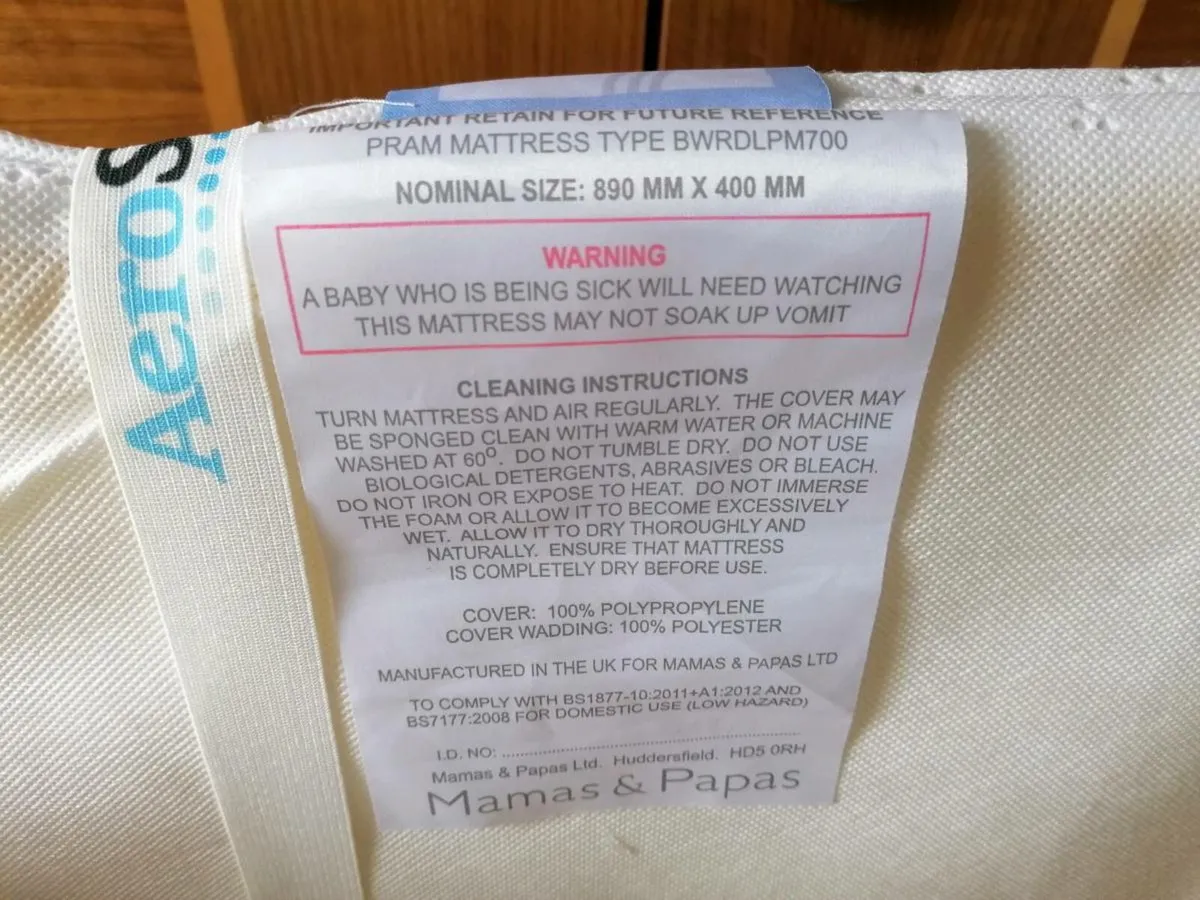 IMPORTANT RETAIN FOR FUTURE REFERENCE
PRAM MATTRESS TYPE BWRDLPM700
NOMINAL SIZE: 890 MM X 400 MM
WARNING
A BABY WHO IS BEING SICK WILL NEED WATCHING
THIS MATTRESS MAY NOT SOAK UP VOMIT
CLEANING INSTRUCTIONS
TURN MATTRESS AND AIR REGULARLY. THE COVER MAY
BE SPONGED CLEAN WITH WARM WATER OR MACHINE
WASHED AT 60º. DO NOT TUMBLE DRY. DO NOT USE
BIOLOGICAL DETERGENTS, ABRASIVES OR BLEACH.
DO NOT IRON OR EXPOSE TO HEAT. DO NOT IMMERSE
THE FOAM OR ALLOW IT TO BECOME EXCESSIVELY
WET. ALLOW IT TO DRY THOROUGHLY AND
NATURALLY. ENSURE THAT MATTRESS
IS COMPLETELY DRY BEFORE USE.
COVER: 100% POLYPROPYLENE
COVER WADDING: 100% POLYESTER
MANUFACTURED IN THE UK FOR MAMAS & PAPAS LTD
TO COMPLY WITH BS1877-10:2011+A1:2012 AND
BS7177:2008 FOR DOMESTIC USE (LOW HAZARD)
I.D. NO: ................................................
Mamas & Papas Ltd. Huddersfield. HD5 0RH
Mamas & Papas
AeroS